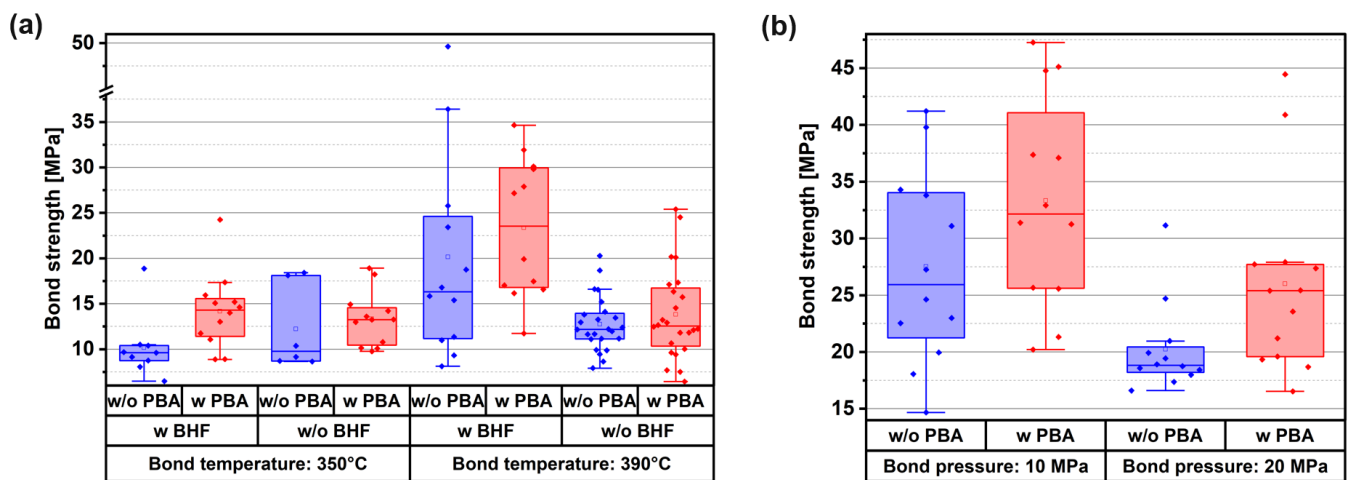 (a)
Bond strength [MPa]
50
35
30
25
20
15
10
w/o PBA w PBA w/o PBA w PBA w/o PBA w PBA w/o PBA w PBA
w BHF w/o BHF w BHF w/o BHF
Bond temperature: 350°C Bond temperature: 390°C
(b)
Bond strength [MPa]
45
40
35
30
25
20
15
w/o PBA w PBA w/o PBA w PBA
Bond pressure: 10 MPa Bond pressure: 20 MPa